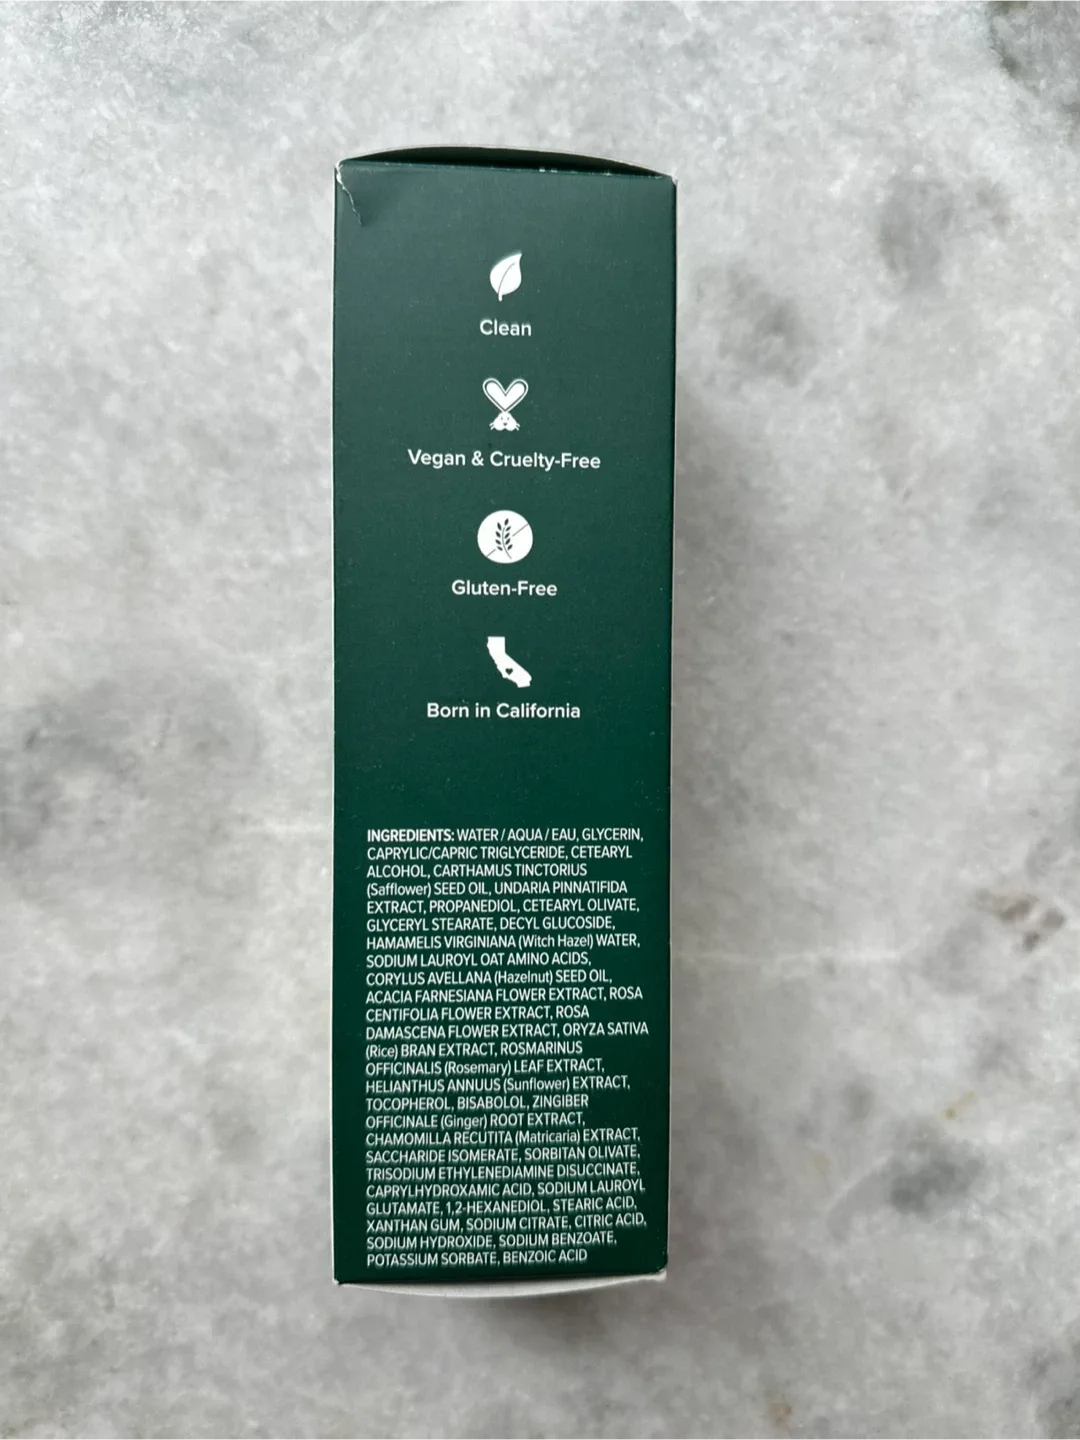 Clean
Vegan & Cruelty-Free
Gluten-Free
Born in California
INGREDIENTS: WATER / AQUA / EAU, GLYCERIN,
CAPRYLIC/CAPRIC TRIGLYCERIDE, CETEARYL
ALCOHOL, CARTHAMUS TINCTORIUS
(Safflower) SEED OIL, UNDARIA PINNATIFIDA
EXTRACT, PROPANEDIOL, CETEARYL OLIVATE,
GLYCERYL STEARATE, DECYL GLUCOSIDE,
HAMAMELIS VIRGINIANA (Witch Hazel) WATER,
SODIUM LAUROYL OAT AMINO ACIDS,
CORYLUS AVELLANA (Hazelnut) SEED OIL,
ACACIA FARNESIANA FLOWER EXTRACT, ROSA
CENTIFOLIA FLOWER EXTRACT, ROSA
DAMASCENA FLOWER EXTRACT, ORYZA SATIVA
(Rice) BRAN EXTRACT, ROSMARINUS
OFFICINALIS (Rosemary) LEAF EXTRACT,
HELIANTHUS ANNUUS (Sunflower) EXTRACT,
TOCOPHEROL, BISABOLOL, ZINGIBER
OFFICINALE (Ginger) ROOT EXTRACT,
CHAMOMILLA RECUTITA (Matricaria) EXTRACT,
SACCHARIDE ISOMERATE, SORBITAN OLIVATE,
TRISODIUM ETHYLENEDIAMINE DISUCCINATE,
CAPRYLHYDROXAMIC ACID, SODIUM LAUROYL
GLUTAMATE, 1,2-HEXANEDIOL, STEARIC ACID,
XANTHAN GUM, SODIUM CITRATE, CITRIC ACID,
SODIUM HYDROXIDE, SODIUM BENZOATE,
POTASSIUM SORBATE, BENZOIC ACID